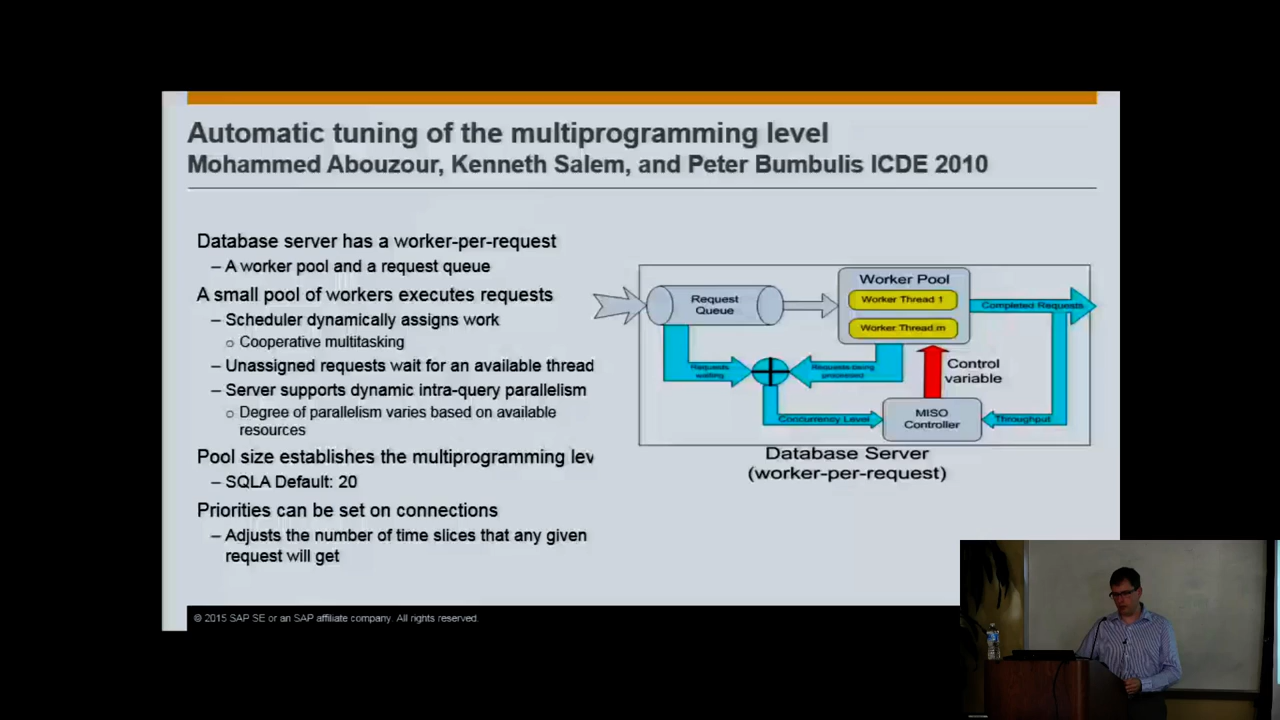 Automatic tuning of the multiprogramming level
Mohammed Abouzour, Kenneth Salem, and Peter Bumbulis ICDE 2010
Database server has a worker-per-request
– A worker pool and a request queue
A small pool of workers executes requests
– Scheduler dynamically assigns work
o Cooperative multitasking
– Unassigned requests wait for an available thread
– Server supports dynamic intra-query parallelism
o Degree of parallelism varies based on available
resources
Pool size establishes the multiprogramming lev
– SQLA Default: 20
Priorities can be set on connections
– Adjusts the number of time slices that any given
request will get
Request
Queue
Worker Pool
Worker Thread 1
Worker Thread m
Completed Requests
Requests
waiting
Requests being
processed
Control
variable
Concurrency Level
MISO
Controller
Throughput
Database Server
(worker-per-request)
© 2015 SAP SE or an SAP affiliate company. All rights reserved.